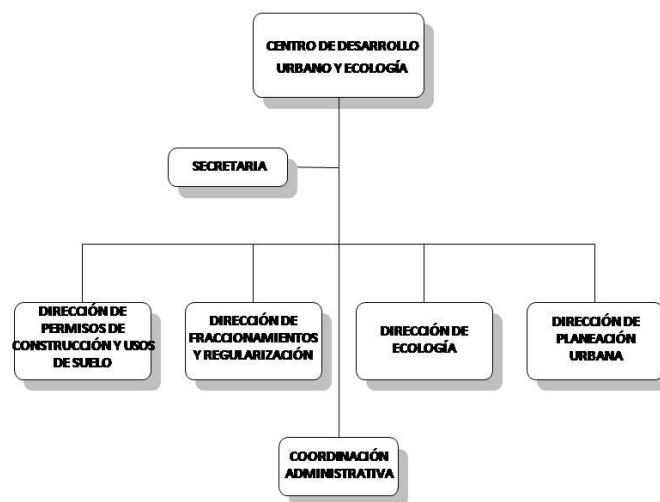 CENTRO DE DESARROLLO
URBANO Y ECOLOGÍA
SECRETARIA
DIRECCIÓN DE
PERMISOS DE
CONSTRUCCIÓN Y USOS
DE SUELO
DIRECCIÓN DE
FRACCIONAMIENTOS
Y REGULARIZACIÓN
DIRECCIÓN DE
ECOLOGÍA
DIRECCIÓN DE
PLANEACIÓN
URBANA
COORDINACIÓN
ADMINISTRATIVA